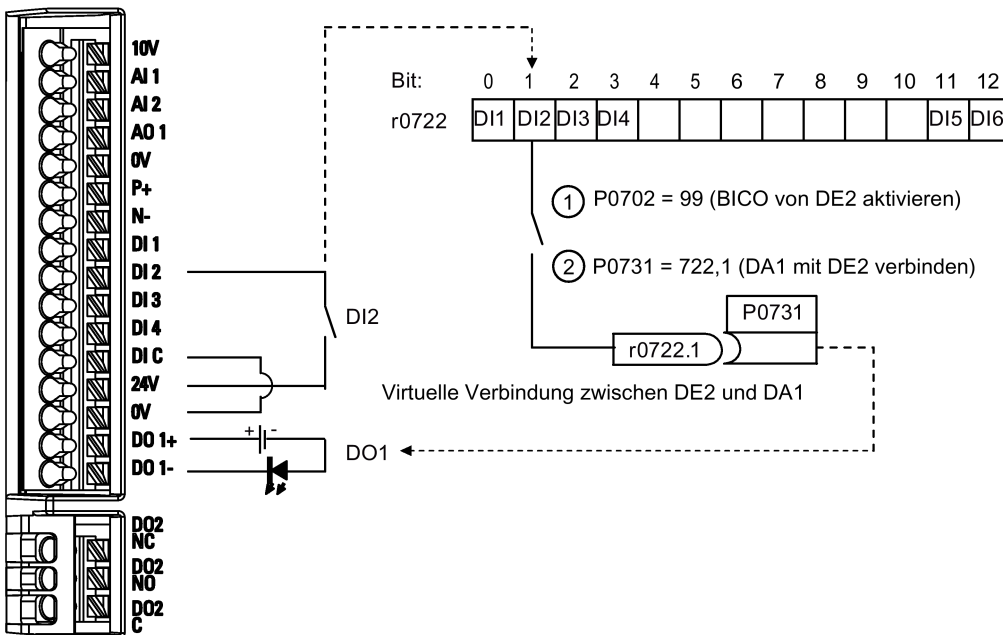 10V
AI 1
AI 2
AO 1
0V
P+
N-
DI 1
DI 2
DI 3
DI 4
DI C
24V
0V
DO 1+
DO 1-
DO2
NC
DO2
NO
DO2
C
Bit: 0 1 2 3 4 5 6 7 8 9 10 11 12
r0722 DI1 DI2 DI3 DI4 DI5 DI6
1 P0702 = 99 (BICO von DE2 aktivieren)
2 P0731 = 722,1 (DA1 mit DE2 verbinden)
DI2
P0731
r0722.1
Virtuelle Verbindung zwischen DE2 und DA1
+ -
DO1